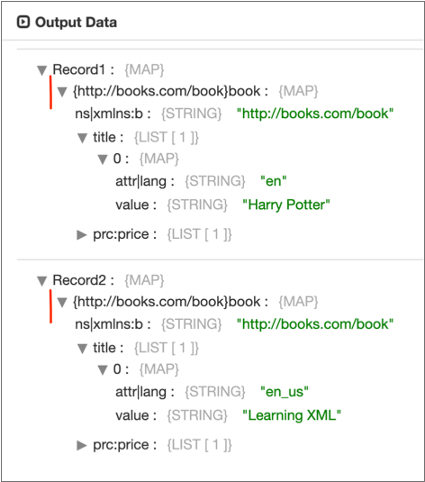 Output Data
Record1 : {MAP}
{http://books.com/book}book : {MAP}
ns|xmlns:b : {STRING} "http://books.com/book"
title : {LIST [ 1 ]}
0 : {MAP}
attr|lang : {STRING} "en"
value : {STRING} "Harry Potter"
prc:price : {LIST [ 1 ]}
Record2 : {MAP}
{http://books.com/book}book : {MAP}
ns|xmlns:b : {STRING} "http://books.com/book"
title : {LIST [ 1 ]}
0 : {MAP}
attr|lang : {STRING} "en_us"
value : {STRING} "Learning XML"
prc:price : {LIST [ 1 ]}